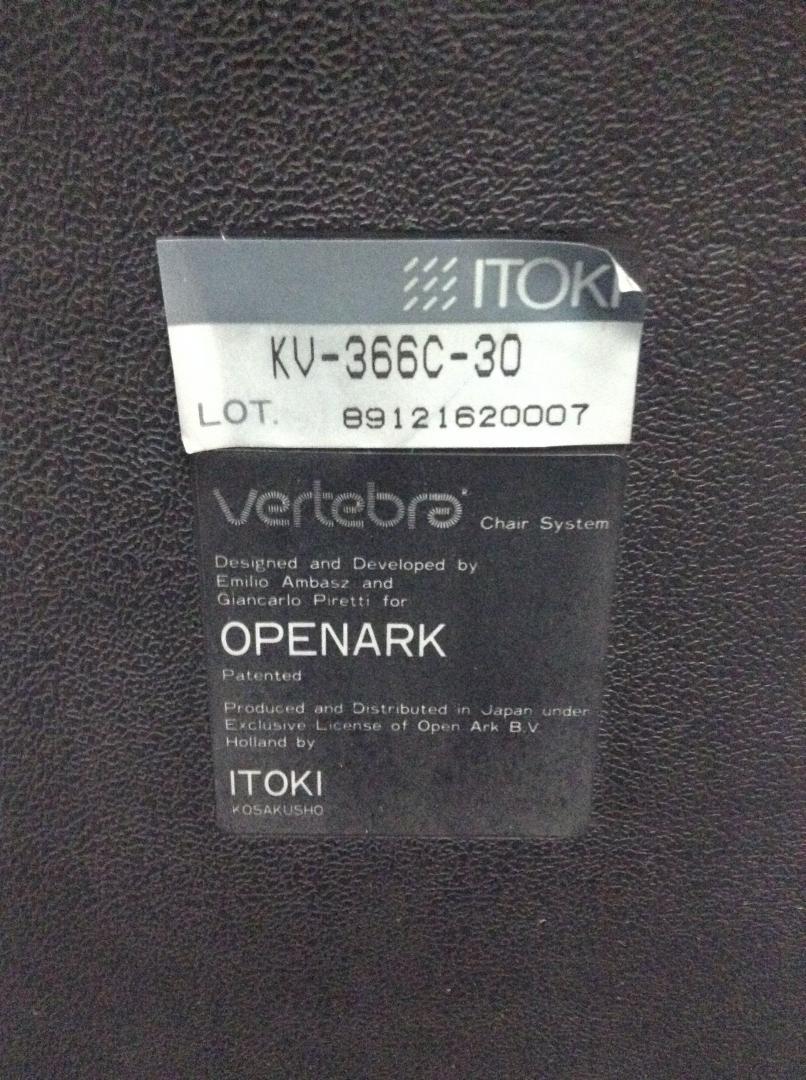 ITOKI
KV-366C-30
LOT. 89121620007
vertebra® Chair System
Designed and Developed by
Emilio Ambasz and
Giancarlo Piretti for
OPENARK
Patented
Produced and Distributed in Japan under
Exclusive License of Open Ark B.V
Holland by
ITOKI
KOSAKUSHO